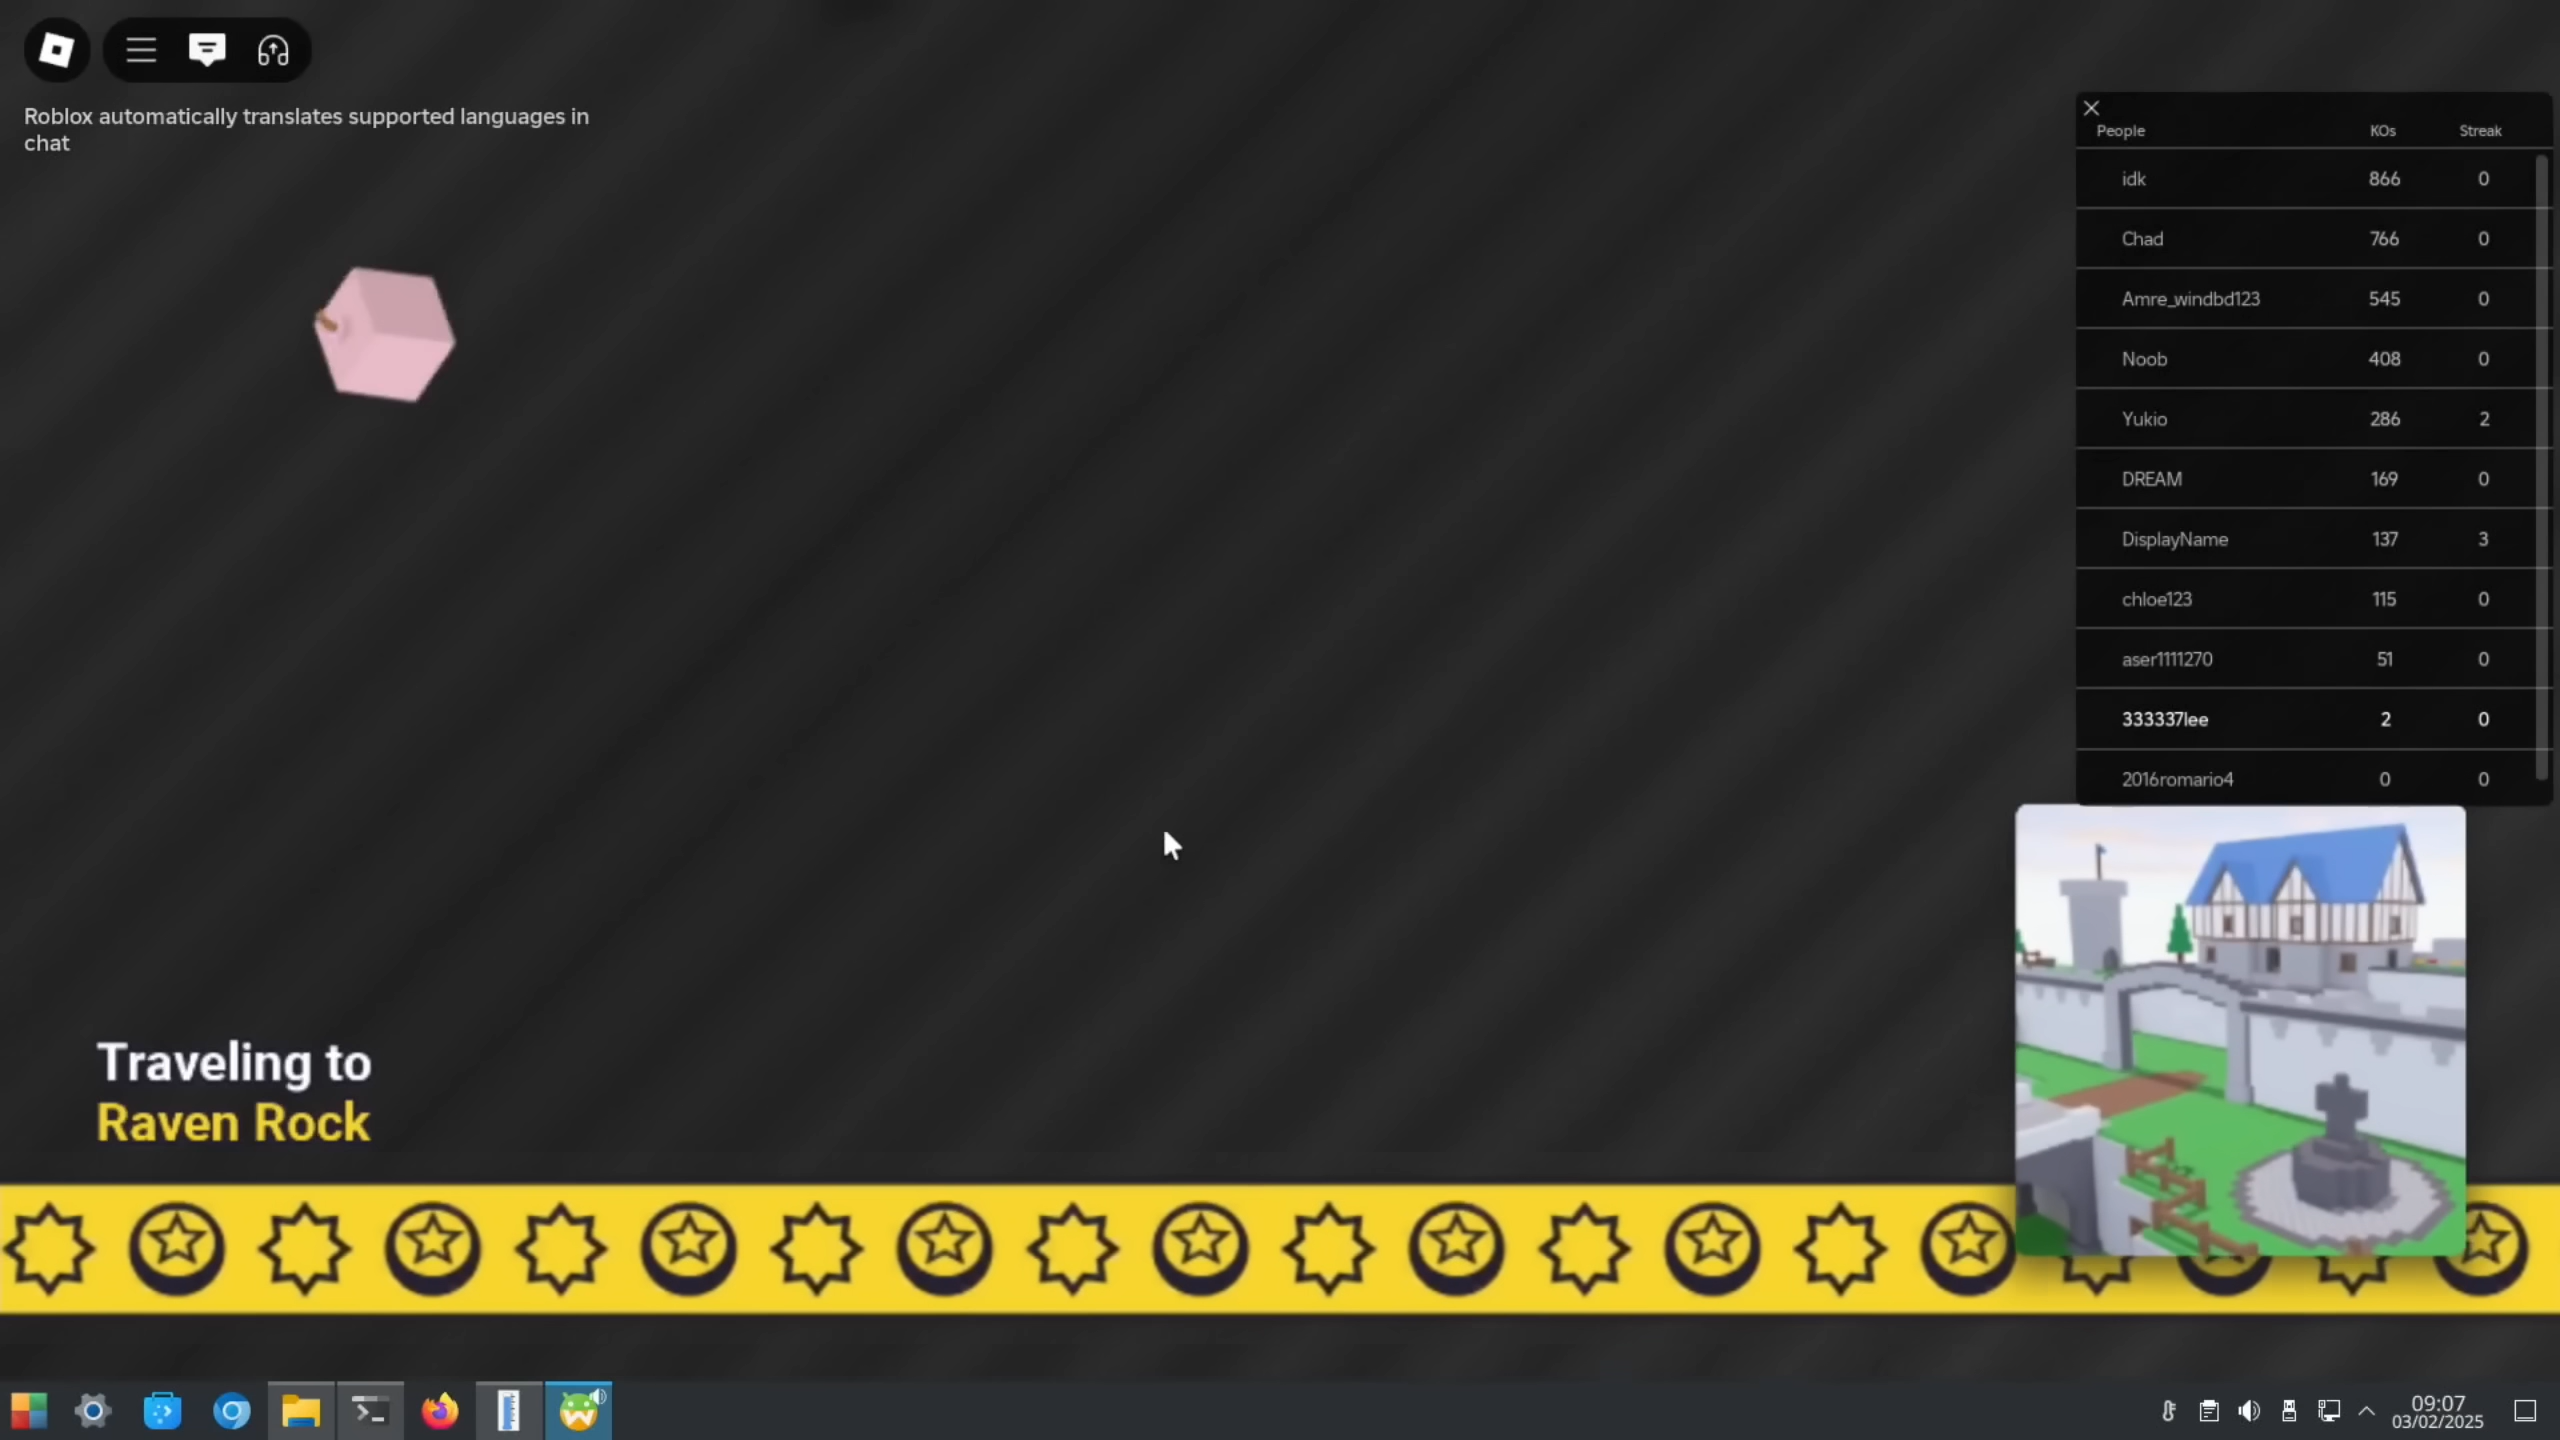 Roblox automatically translates supported languages in
chat
People KOs Streak
idk 866 0
Chad 766 0
Amre_windbd123 545 0
Noob 408 0
Yukio 286 2
DREAM 169 0
DisplayName 137 3
chloe123 115 0
aser1111270 51 0
333337lee 2 0
2016romario4 0 0
Traveling to
Raven Rock
09:07
03/02/2025